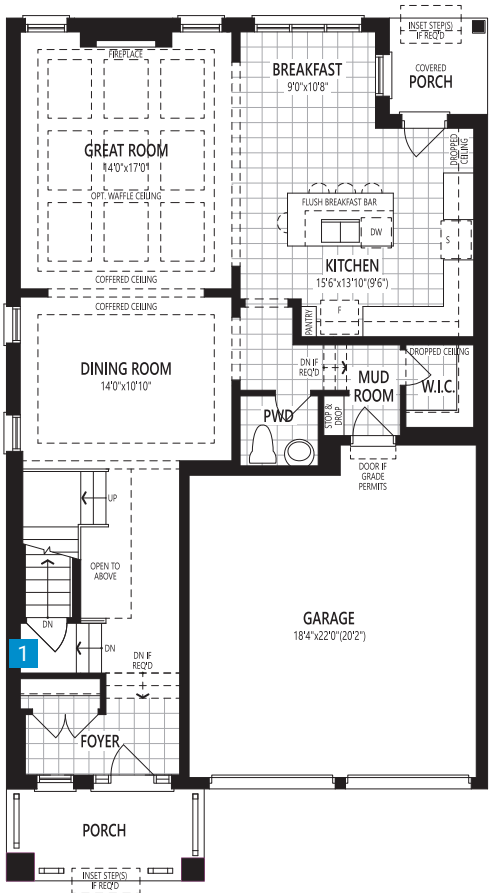 INSET STEP(S)
IF REQ'D
FIREPLACE
BREAKFAST
9'0"x10'8"
COVERED
PORCH
DROPPED
CEILING
GREAT ROOM
14'0"x17'0"
OPT. WAFFLE CEILING
FLUSH BREAKFAST BAR
DW
S
KITCHEN
15'6"x13'10"(9'6")
COFFERED CEILING
COFFERED CEILING
PANTRY
F
DINING ROOM
14'0"x10'10"
DN IF
REQ'D
MUD
ROOM
DROPPED CEILING
W.I.C.
PWD
STOP &
DROP
DOOR IF
GRADE
PERMITS
UP
OPEN TO
ABOVE
DN
GARAGE
18'4"x22'0"(20'2")
1
DN
DN IF
REQ'D
FOYER
PORCH
INSET STEP(S)
IF REQ'D